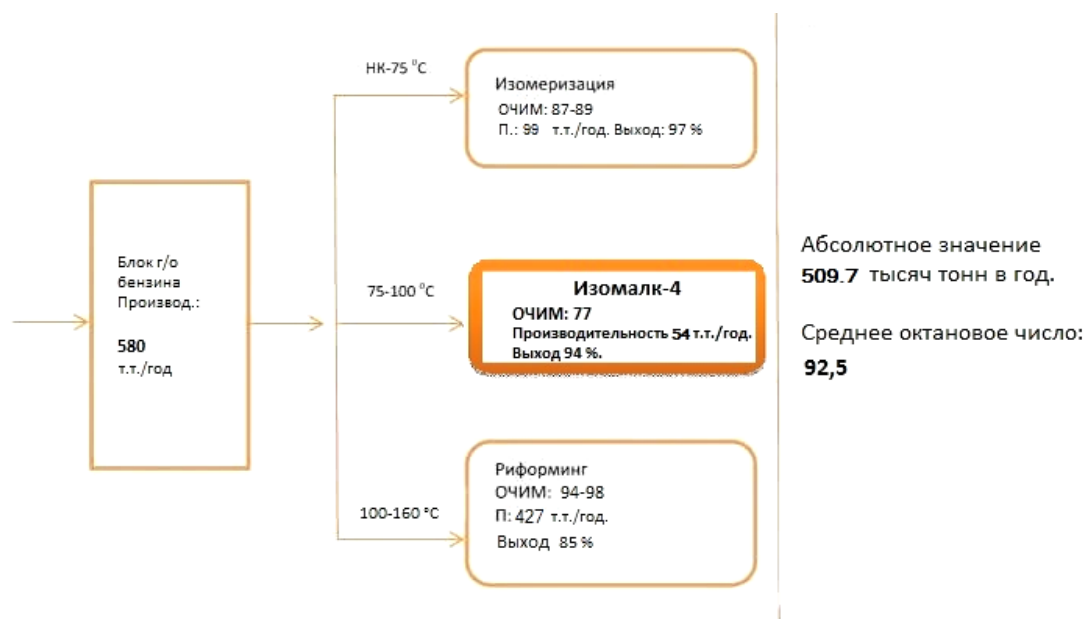 НК-75 °С
Изомеризация
ОЧИМ: 87-89
П.: 99 т.т./год. Выход: 97 %
Блок г/о
бензина
Производ.:
580
т.т./год
75-100 °С
Изомалк-4
ОЧИМ: 77
Производительность 54 т.т./год.
Выход 94 %.
100-160 °С
Риформинг
ОЧИМ: 94-98
П: 427 т.т./год.
Выход 85 %
Абсолютное значение
509.7 тысяч тонн в год.
Среднее октановое число:
92,5